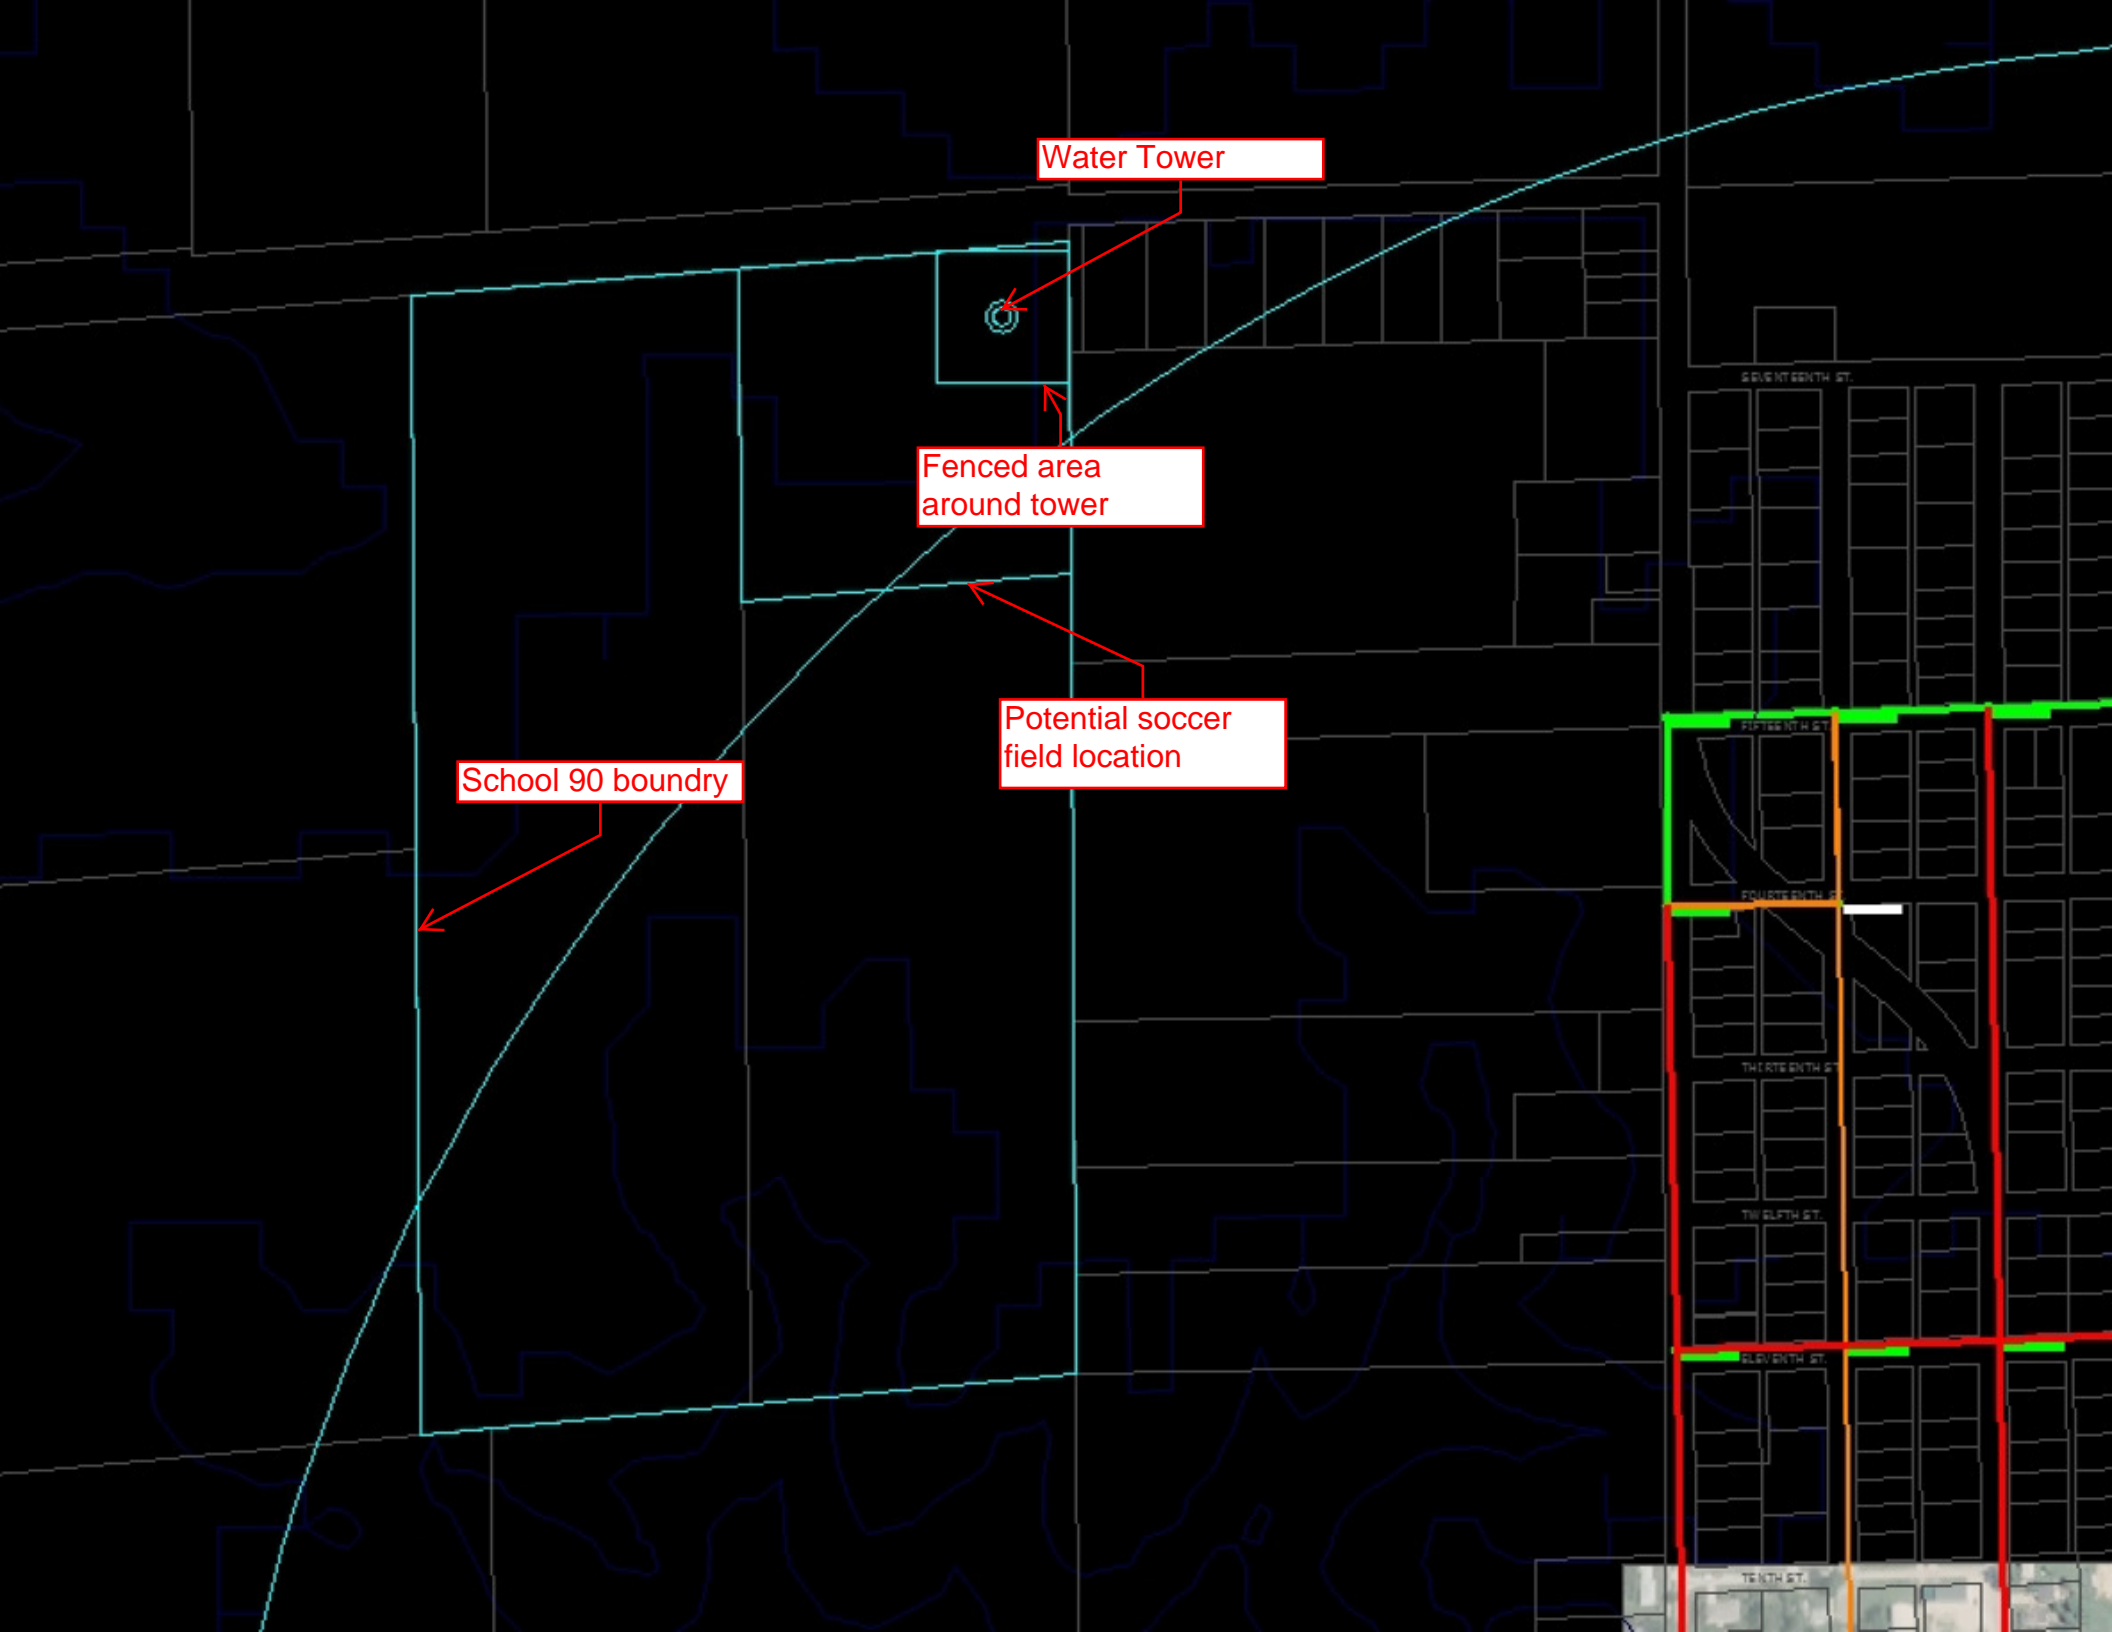 Water Tower
SEVENTEENTH ST.
Fenced area
around tower
Potential soccer
field location
FIFTEENTH ST.
School 90 boundry
FOURTEENTH ST.
THIRTEENTH ST
TWELFTH ST.
ELEVENTH ST.
TENTH ST.